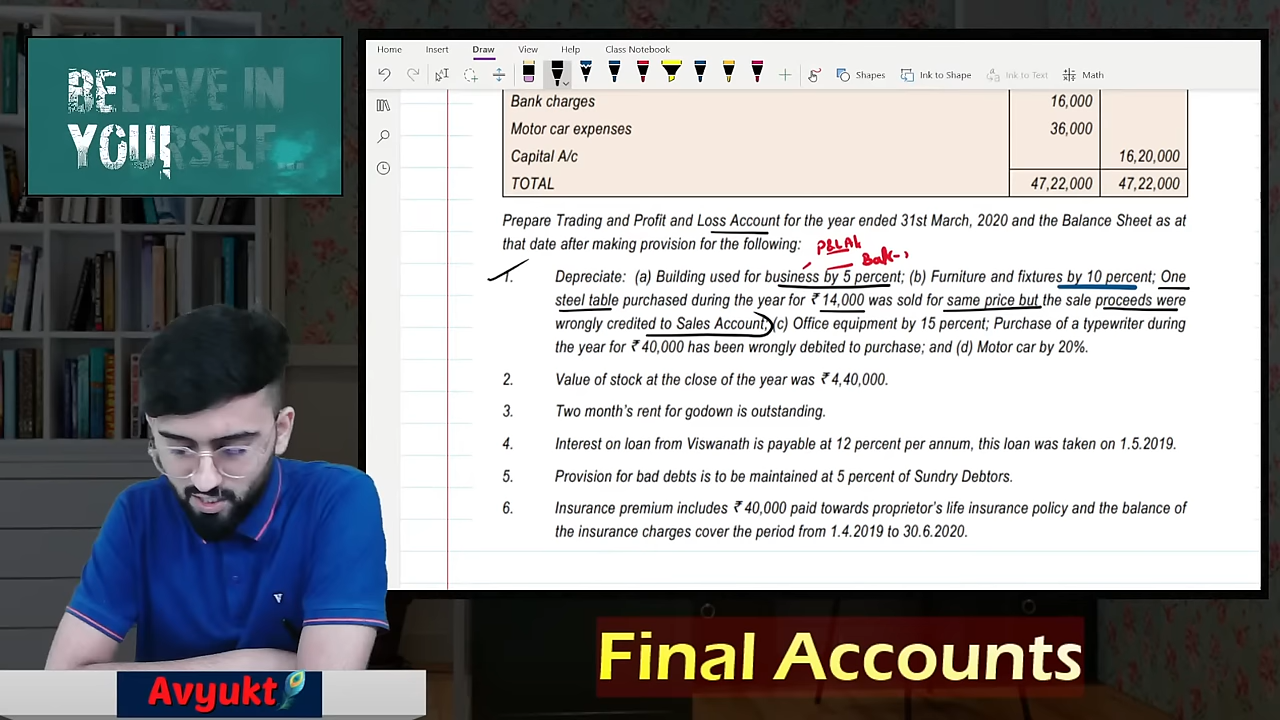 BELIEVE IN
YOURSELF...
Home Insert Draw View Help Class Notebook
Shapes Ink to Shape Ink to Text Math
Bank charges 16,000
Motor car expenses 36,000
Capital A/c 16,20,000
TOTAL 47,22,000 47,22,000
Prepare Trading and Profit and Loss Account for the year ended 31st March, 2020 and the Balance Sheet as at
that date after making provision for the following:
P&L A/c
1. Depreciate: (a) Building used for business by 5 percent; (b) Furniture and fixtures by 10 percent; One
steel table purchased during the year for ₹ 14,000 was sold for same price but the sale proceeds were
wrongly credited to Sales Account; (c) Office equipment by 15 percent; Purchase of a typewriter during
the year for ₹ 40,000 has been wrongly debited to purchase; and (d) Motor car by 20%.
2. Value of stock at the close of the year was ₹ 4,40,000.
3. Two month's rent for godown is outstanding.
4. Interest on loan from Viswanath is payable at 12 percent per annum, this loan was taken on 1.5.2019.
5. Provision for bad debts is to be maintained at 5 percent of Sundry Debtors.
6. Insurance premium includes ₹ 40,000 paid towards proprietor's life insurance policy and the balance of
the insurance charges cover the period from 1.4.2019 to 30.6.2020.
Final Accounts
Avyukt